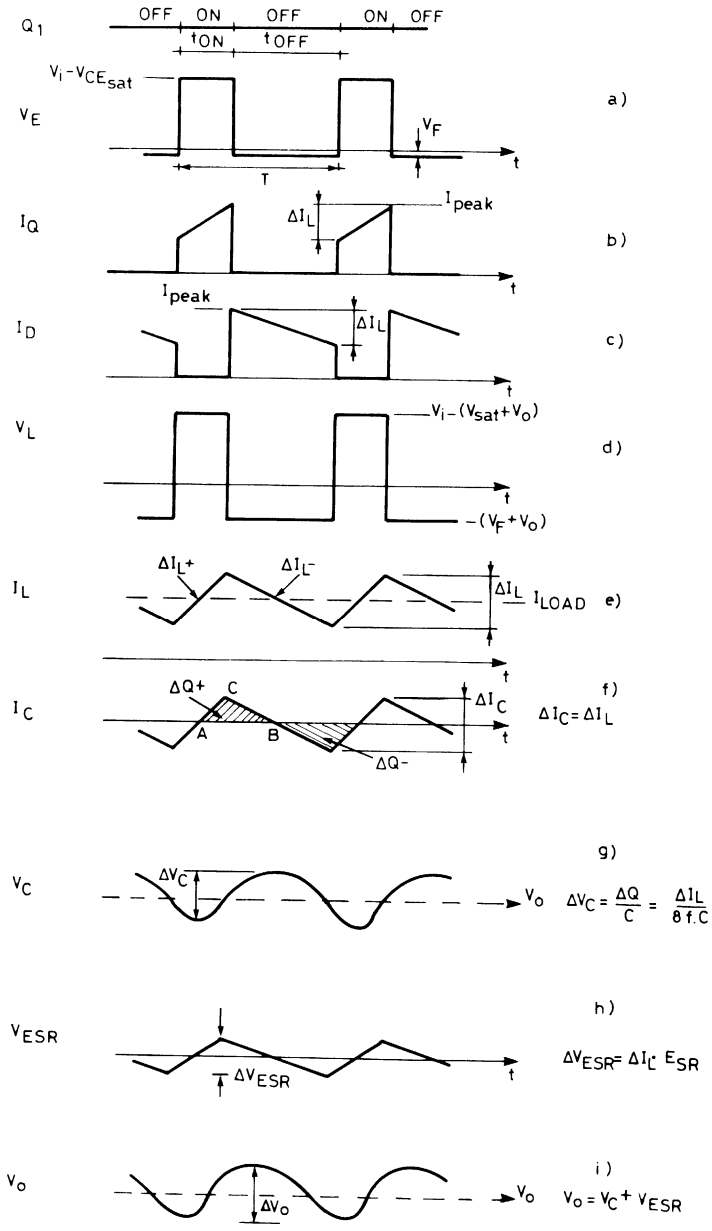 Q1 OFF ON OFF ON OFF
tON tOFF
Vi-VCEsat
VE VF a)
t
T
IQ ΔIL Ipeak b)
t
Ipeak
ID ΔIL c)
t
VL Vi-(Vsat+Vo)
d)
t
-(VF+Vo)
ΔIL+ ΔIL-
IL ΔIL ILOAD e)
t
ΔQ+ C ΔIC f)
IC ΔIC=ΔIL
A B t
ΔQ-
g)
VC ΔVC Vo ΔVC= ΔQ/C = ΔIL/8 f.C
h)
VESR
ΔVESR t ΔVESR=ΔIL· ESR
i)
Vo ΔVo Vo Vo=VC+VESR